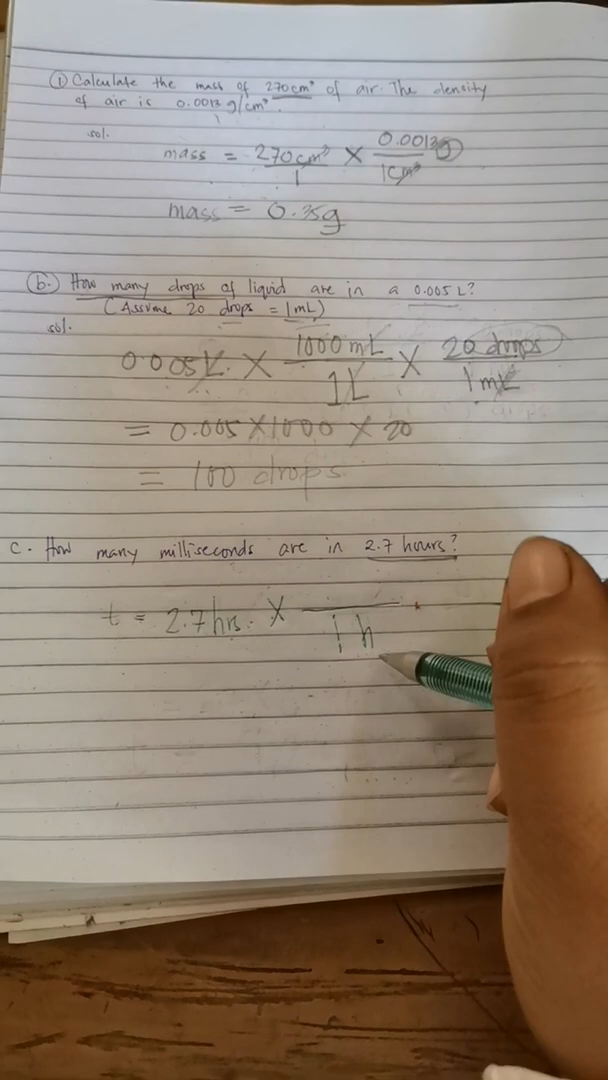 ① Calculate the mass of 270cm³ of air. The density
of air is 0.0013 g/cm³.
sol.
mass = 270cm³/1 × 0.0013g/1cm³
mass = 0.35g
b. How many drops of liquid are in a 0.005 L?
(Assume 20 drops = 1mL)
sol.
0.005L × 1000 mL/1L × 20 drops/1mL
= 0.005 × 1000 × 20
= 100 drops
c. How many milliseconds are in 2.7 hours?
t = 2.7 hrs. × /1h